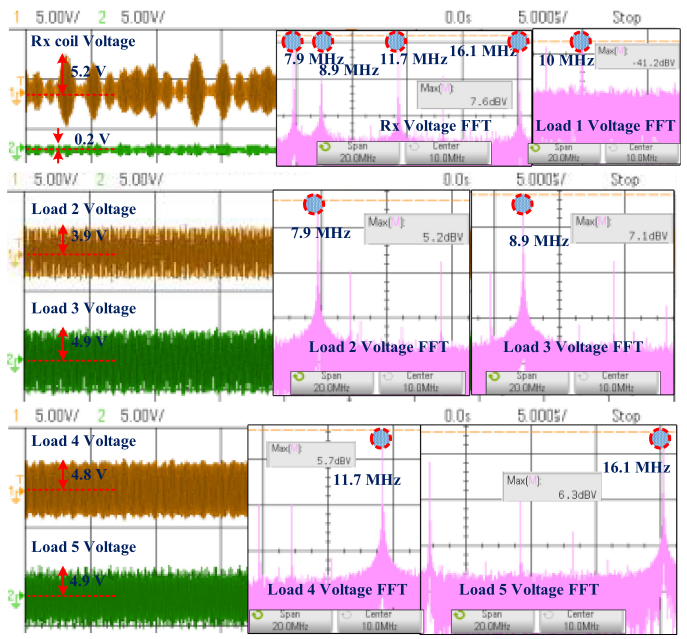 1 5.00V/ 2 5.00V/ 0.0s 5.000s/ Stop
Rx coil Voltage
5.2 V
0.2 V
7.9 MHz
8.9 MHz
11.7 MHz
16.1 MHz
Max(M):
7.6dBV
Rx Voltage FFT
Span
20.0MHz
Center
10.0MHz
10 MHz
Max(M):
-41.2dBV
Load 1 Voltage FFT
Span
20.0MHz
Center
10.0MHz
1 5.00V/ 2 5.00V/ 0.0s 5.000s/ Stop
Load 2 Voltage
3.9 V
Load 3 Voltage
4.9 V
7.9 MHz
Max(M):
5.2dBV
Load 2 Voltage FFT
Span
20.0MHz
Center
10.0MHz
8.9 MHz
Max(M):
7.1dBV
Load 3 Voltage FFT
Span
20.0MHz
Center
10.0MHz
1 5.00V/ 2 5.00V/ 0.0s 5.000s/ Stop
Load 4 Voltage
4.8 V
Load 5 Voltage
4.9 V
Max(M):
5.7dBV
11.7 MHz
Load 4 Voltage FFT
Span
20.0MHz
Center
10.0MHz
16.1 MHz
Max(M):
6.3dBV
Load 5 Voltage FFT
Span
20.0MHz
Center
10.0MHz